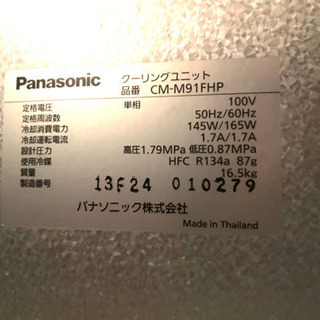 Panasonic クーリングユニット
品番 CM-M91FHP
定格電圧 単相 100V
定格周波数 50Hz/60Hz
冷却消費電力 145W/165W
冷却運転電流 1.7A/1.7A
設計圧力 高圧1.79MPa 低圧0.87MPa
使用冷媒 HFC R134a 87g
質量 16.5kg
製造番号 13F24 010279
パナソニック株式会社
Made in Thailand